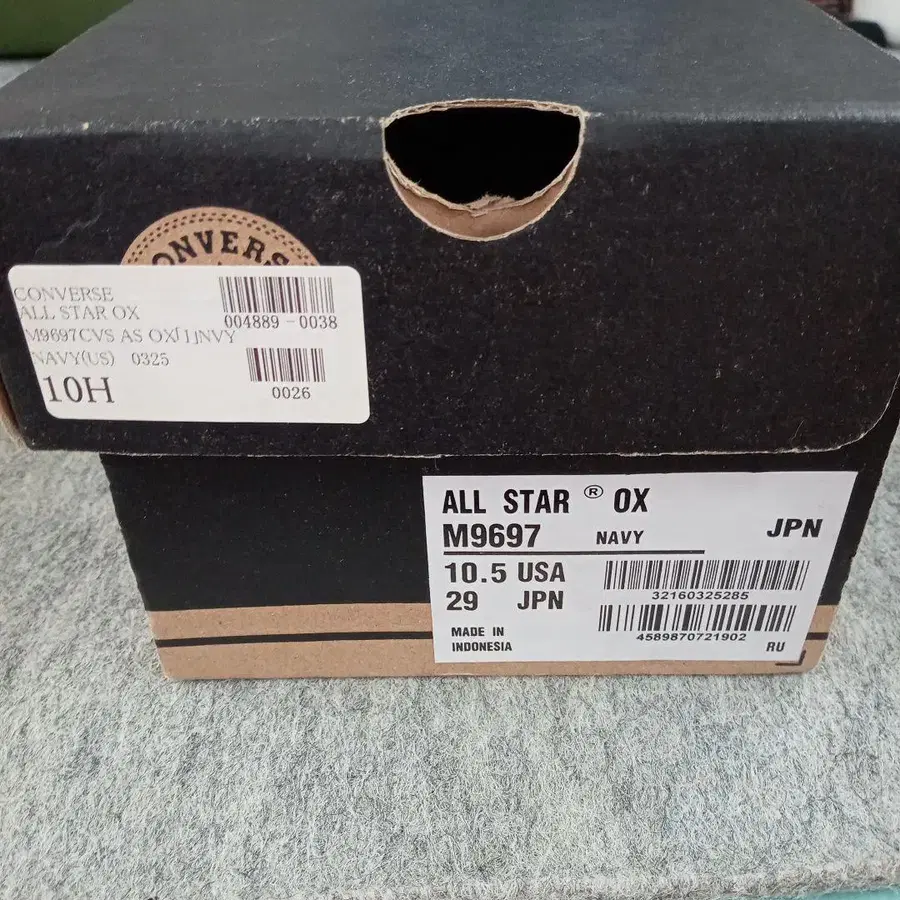 CONVERSE
CONVERSE
ALL STAR OX
004889-0038
M9697CVS AS OX[1]NVY
NAVY(US) 0325
10H
0026
ALL STAR ® OX
M9697 NAVY JPN
10.5 USA
32160325285
29 JPN
4589870721902
MADE IN
INDONESIA
RU